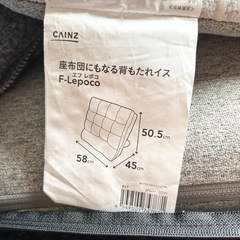 CAINZ
座布団にもなる背もたれイス
エフ レポコ
F-Lepoco
50.5cm
58cm
45cm